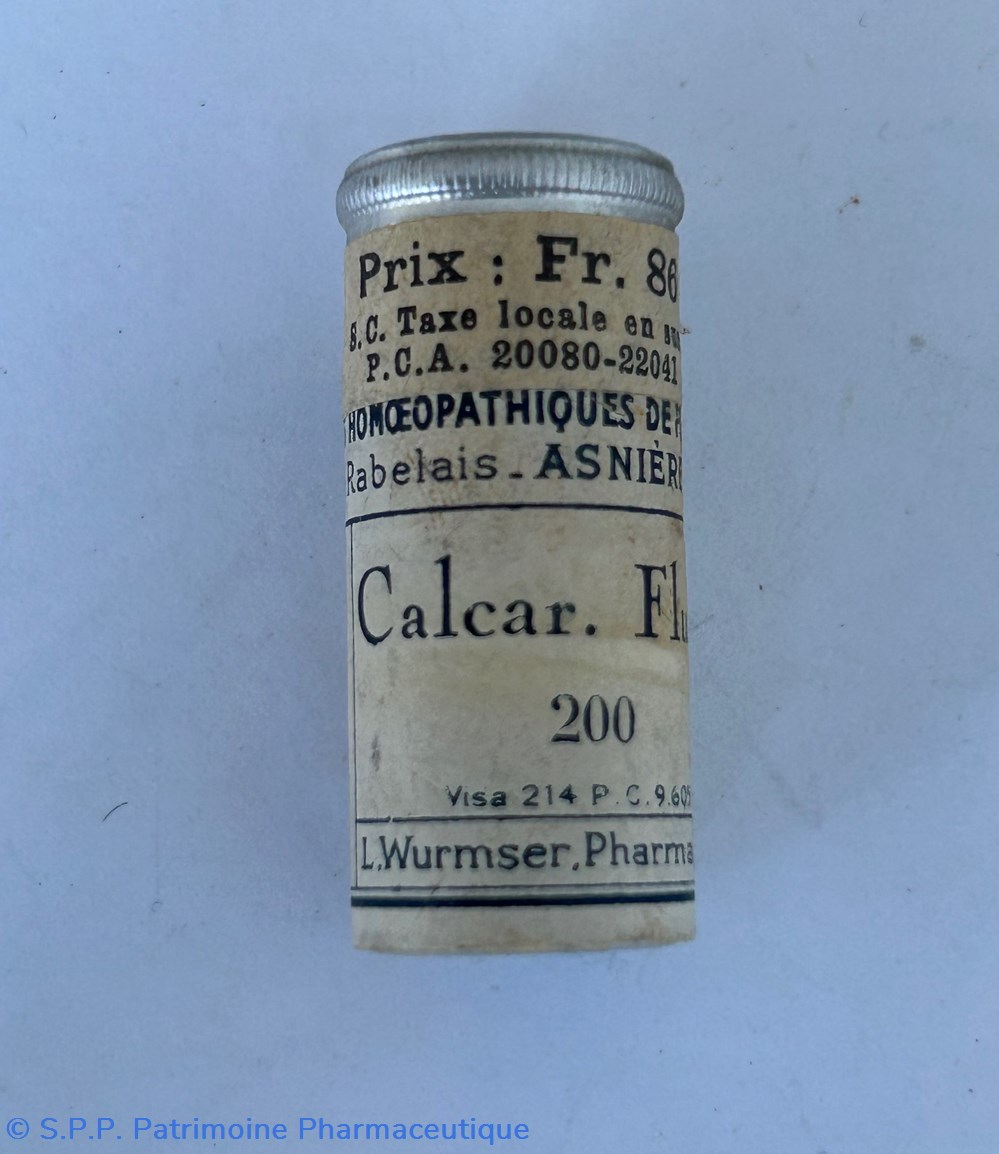 Prix : Fr. 86
S.C. Taxe locale en
P.C.A. 20080-22041
HOMŒOPATHIQUES DE
Rabelais - ASNIÈR
Calcar. Flu
200
Visa 214 P.C. 9.605
L.Wurmser, Pharma
© S.P.P. Patrimoine Pharmaceutique